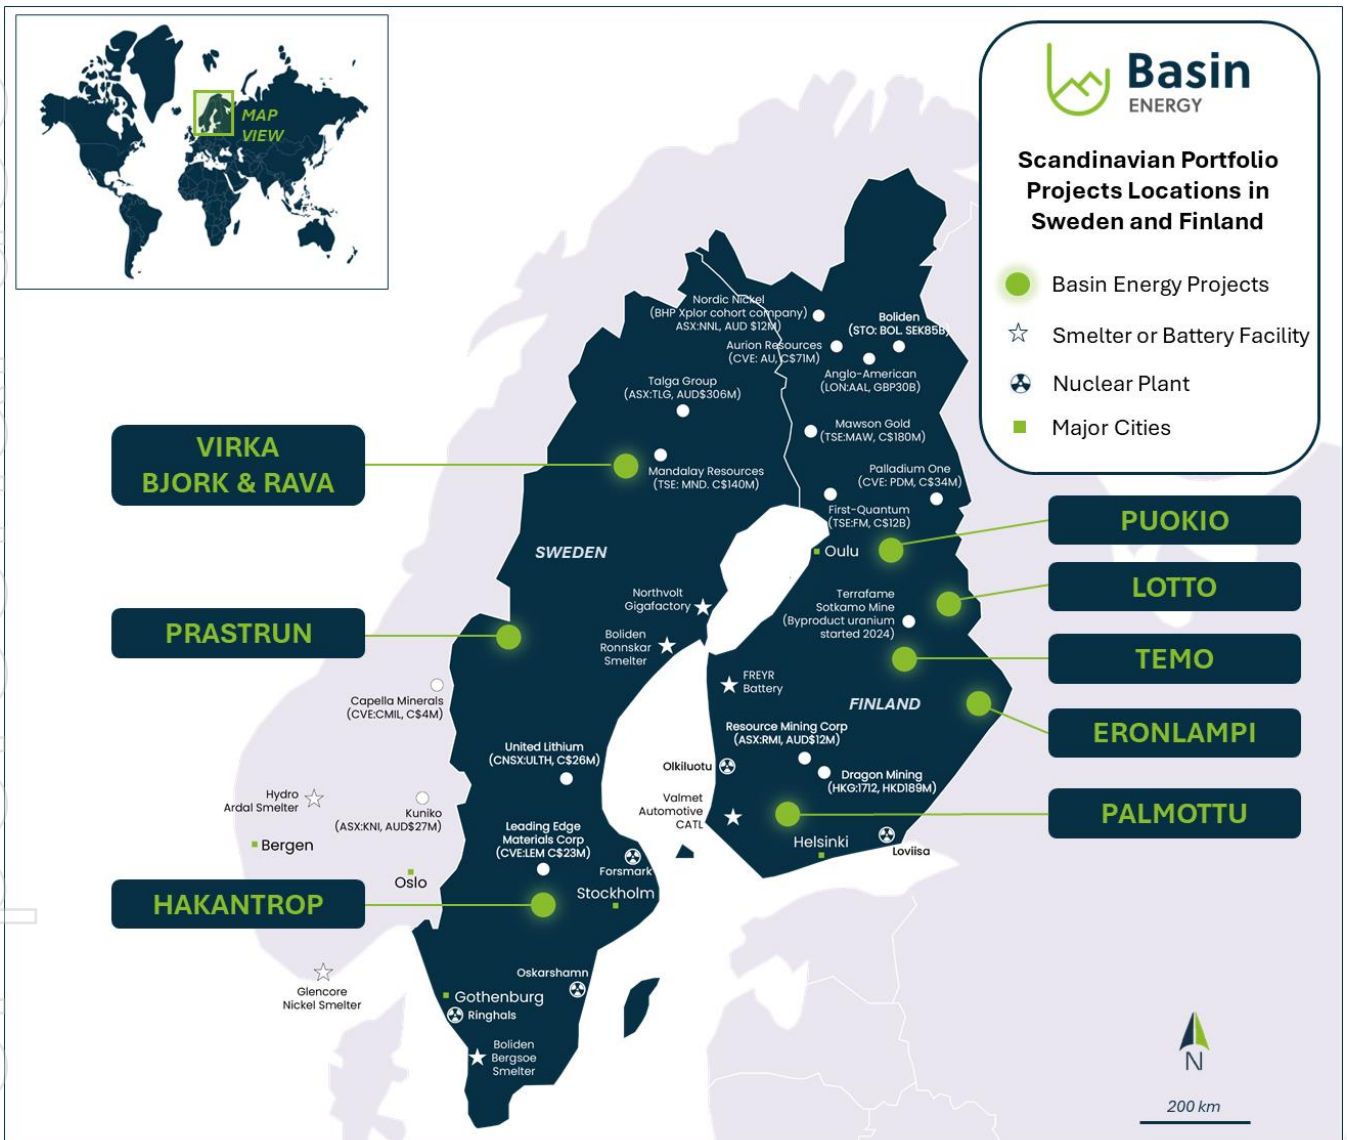 MAP
VIEW
Basin
ENERGY
Scandinavian Portfolio
Projects Locations in
Sweden and Finland
Basin Energy Projects
Smelter or Battery Facility
Nuclear Plant
Major Cities
Nordic Nickel
(BHP Xplor cohort company)
ASX:NNL, AUD $12M)
Boliden
(STO: BOL. SEK85B)
Aurion Resources
(CVE: AU, C$71M)
Anglo-American
(LON:AAL, GBP30B)
Talga Group
(ASX:TLG, AUD$306M)
Mawson Gold
(TSE:MAW, C$180M)
VIRKA
BJORK & RAVA
Mandalay Resources
(TSE: MND. C$140M)
Palladium One
(CVE: PDM, C$34M)
First-Quantum
(TSE:FM, C$12B)
PUOKIO
SWEDEN
Oulu
LOTTO
Northvolt
Gigafactory
Terrafame
Sotkamo Mine
(Byproduct uranium
started 2024)
PRASTRUN
Boliden
Ronnskar
Smelter
TEMO
FREYR
Battery
Capella Minerals
(CVE:CMIL, C$4M)
FINLAND
ERONLAMPI
Resource Mining Corp
(ASX:RMI, AUD$12M)
United Lithium
(CNSX:ULTH, C$26M)
Olkiluotu
Dragon Mining
(HKG:1712, HKD189M)
Hydro
Ardal Smelter
Kuniko
(ASX:KNI, AUD$27M)
Valmet
Automotive
CATL
PALMOTTU
Leading Edge
Materials Corp
(CVE:LEM C$23M)
Bergen
Helsinki
Loviisa
Forsmark
Oslo
Stockholm
HAKANTROP
Oskarshamn
Glencore
Nickel Smelter
Gothenburg
Ringhals
Boliden
Bergsoe
Smelter
N
200 km